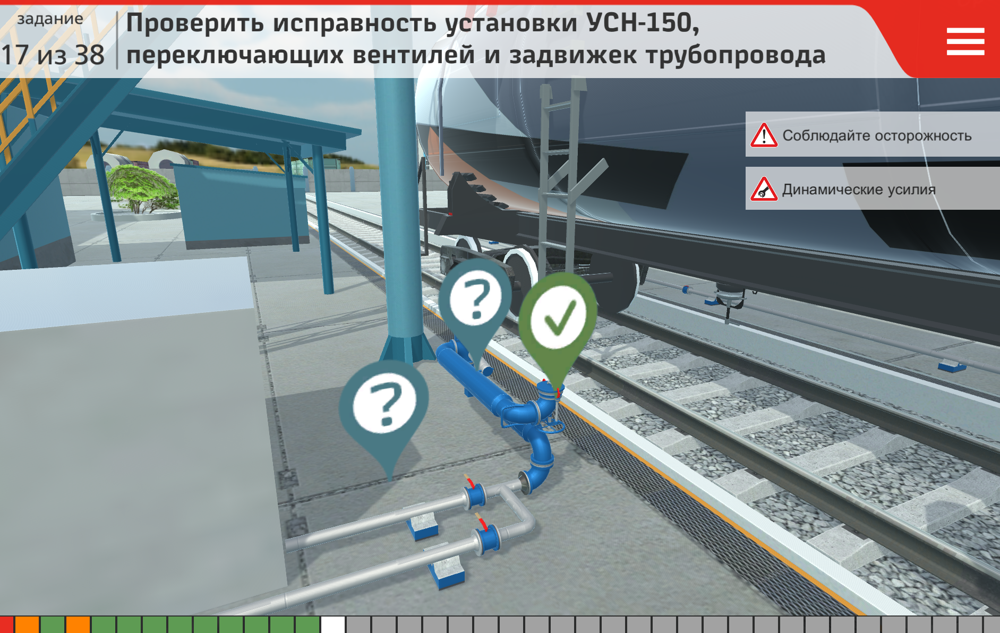 задание
17 из 38
Проверить исправность установки УСН-150,
переключающих вентилей и задвижек трубопровода
Соблюдайте осторожность
Динамические усилия